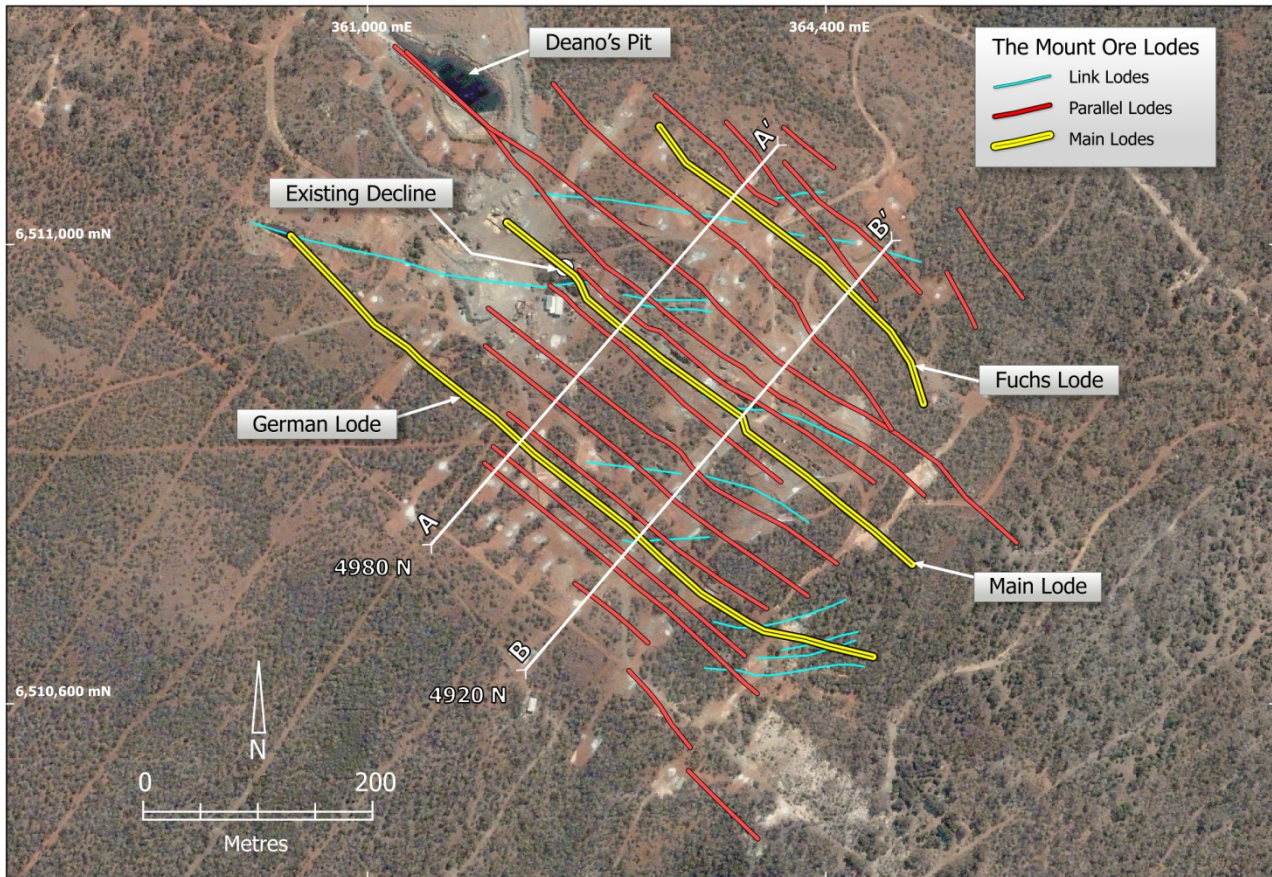 361,000 mE
364,400 mE
Deano's Pit
The Mount Ore Lodes
Link Lodes
Parallel Lodes
Main Lodes
A'
Existing Decline
6,511,000 mN
B'
Fuchs Lode
German Lode
A
4980 N
Main Lode
B
4920 N
6,510,600 mN
N
0
200
Metres